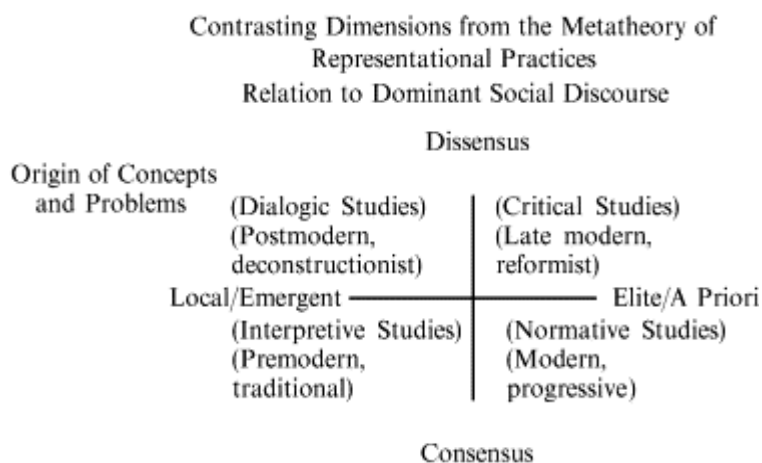 Contrasting Dimensions from the Metatheory of
Representational Practices
Relation to Dominant Social Discourse
Dissensus
Origin of Concepts
and Problems
(Dialogic Studies)
(Postmodern,
deconstructionist)
(Critical Studies)
(Late modern,
reformist)
Local/Emergent
Elite/A Priori
(Interpretive Studies)
(Premodern,
traditional)
(Normative Studies)
(Modern,
progressive)
Consensus